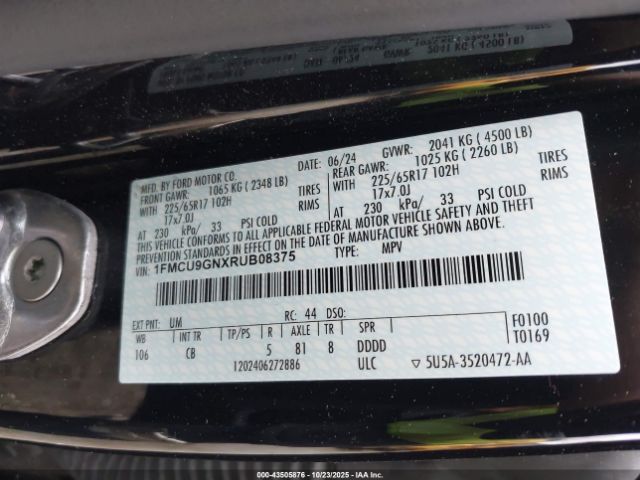 MFD. BY FORD MOTOR CO.
06/24
GVWR: 2041 KG ( 4500 LB)
FRONT GAWR: 1065 KG ( 2348 LB)
REAR GAWR: 1025 KG ( 2260 LB)
WITH 225/65R17 102H TIRES
WITH 225/65R17 102H TIRES
17x7.0J RIMS
17x7.0J RIMS
AT 230 kPa/ 33 PSI COLD
AT 230 kPa/ 33 PSI COLD
THIS VEHICLE CONFORMS TO ALL APPLICABLE FEDERAL MOTOR VEHICLE SAFETY AND THEFT
PREVENTION STANDARDS IN EFFECT ON THE DATE OF MANUFACTURE SHOWN ABOVE.
VIN: 1FMCU9GNXRUB08375
TYPE: MPV
EXT PNT: UM RC: 44 DSO:
WB INT TR TP/PS R AXLE TR SPR
106 CB 5 81 8 DDDD
F0100
T0169
1202406272886 ULC ▽ 5U5A-3520472-AA
00-43505876 - 10/23/2025 - IAAI.COM